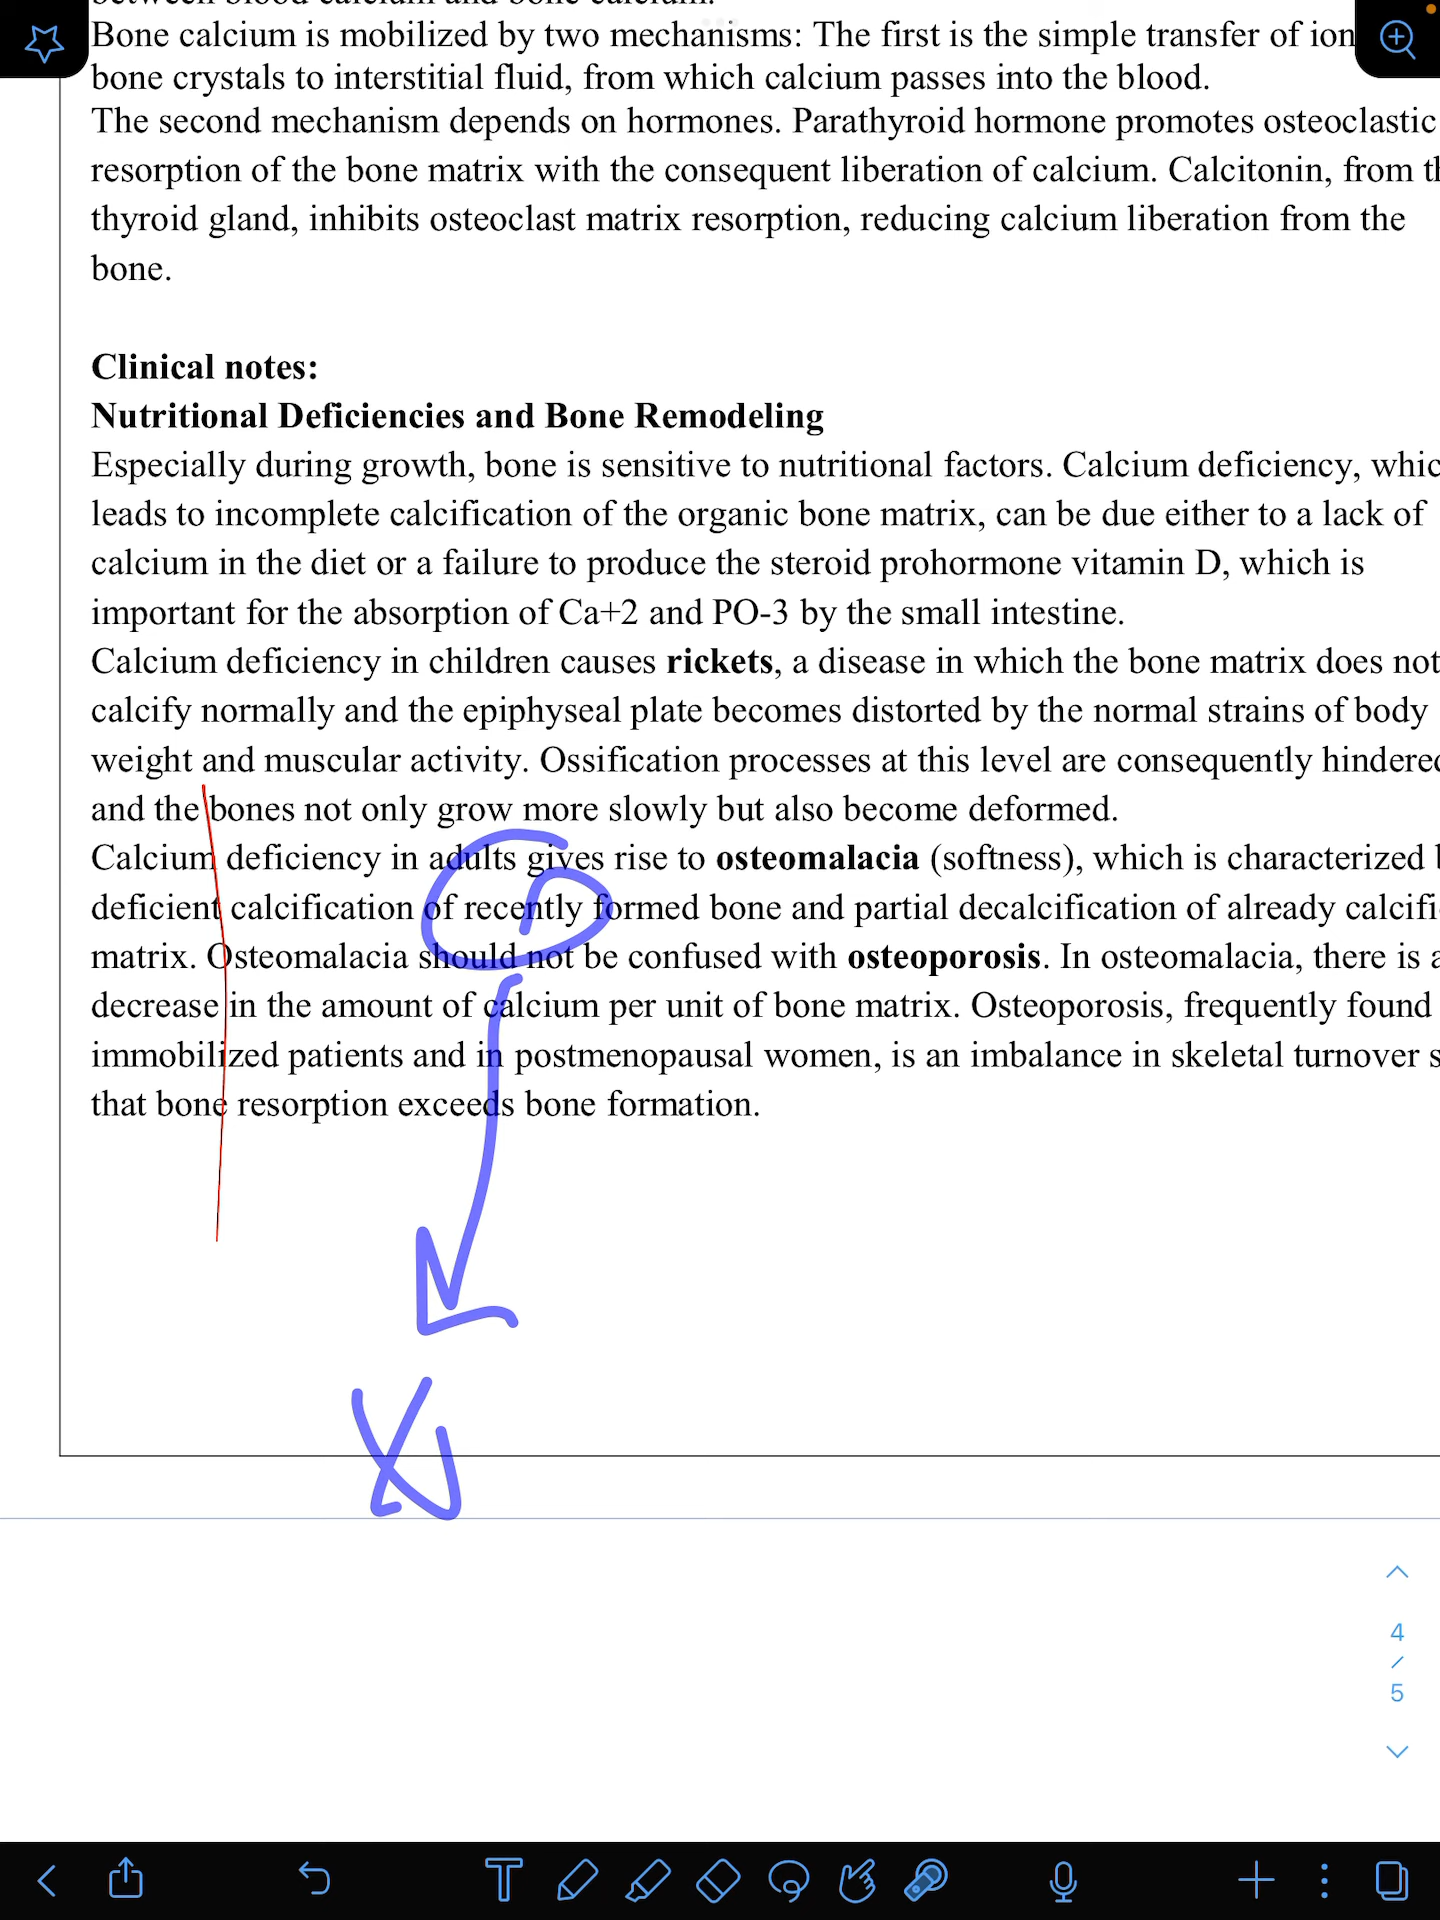 Bone calcium is mobilized by two mechanisms: The first is the simple transfer of ion
bone crystals to interstitial fluid, from which calcium passes into the blood.
The second mechanism depends on hormones. Parathyroid hormone promotes osteoclastic
resorption of the bone matrix with the consequent liberation of calcium. Calcitonin, from th
thyroid gland, inhibits osteoclast matrix resorption, reducing calcium liberation from the
bone.
Clinical notes:
Nutritional Deficiencies and Bone Remodeling
Especially during growth, bone is sensitive to nutritional factors. Calcium deficiency, whic
leads to incomplete calcification of the organic bone matrix, can be due either to a lack of
calcium in the diet or a failure to produce the steroid prohormone vitamin D, which is
important for the absorption of Ca+2 and PO-3 by the small intestine.
Calcium deficiency in children causes rickets, a disease in which the bone matrix does not
calcify normally and the epiphyseal plate becomes distorted by the normal strains of body
weight and muscular activity. Ossification processes at this level are consequently hindered
and the bones not only grow more slowly but also become deformed.
Calcium deficiency in adults gives rise to osteomalacia (softness), which is characterized b
deficient calcification of recently formed bone and partial decalcification of already calcifi
matrix. Osteomalacia should not be confused with osteoporosis. In osteomalacia, there is a
decrease in the amount of calcium per unit of bone matrix. Osteoporosis, frequently found
immobilized patients and in postmenopausal women, is an imbalance in skeletal turnover s
that bone resorption exceeds bone formation.
4
/
5
T